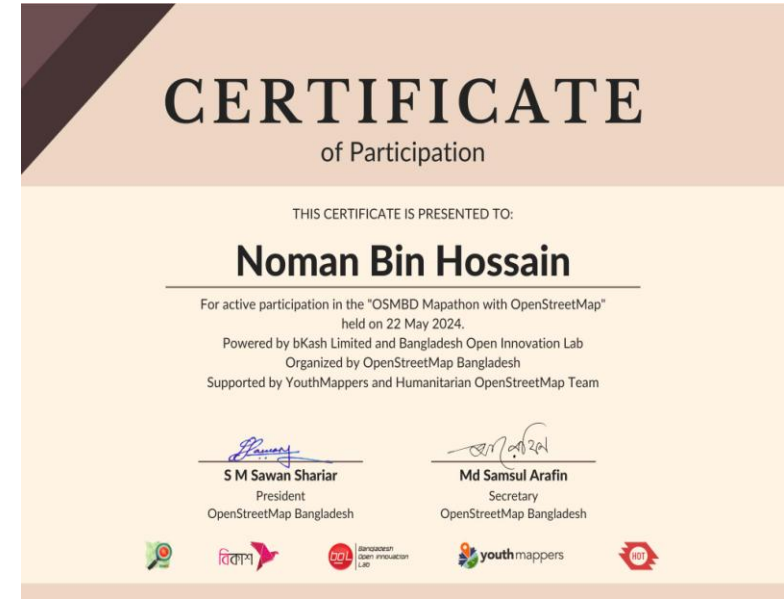 CERTIFICATE
of Participation
THIS CERTIFICATE IS PRESENTED TO:
Noman Bin Hossain
For active participation in the "OSMBD Mapathon with OpenStreetMap"
held on 22 May 2024.
Powered by bKash Limited and Bangladesh Open Innovation Lab
Organized by OpenStreetMap Bangladesh
Supported by YouthMappers and Humanitarian OpenStreetMap Team
S M Sawan Shariar
President
OpenStreetMap Bangladesh
Md Samsul Arafin
Secretary
OpenStreetMap Bangladesh
বিকাশ
BOL
Bangladesh
Open Innovation
Lab
youthmappers
HOT